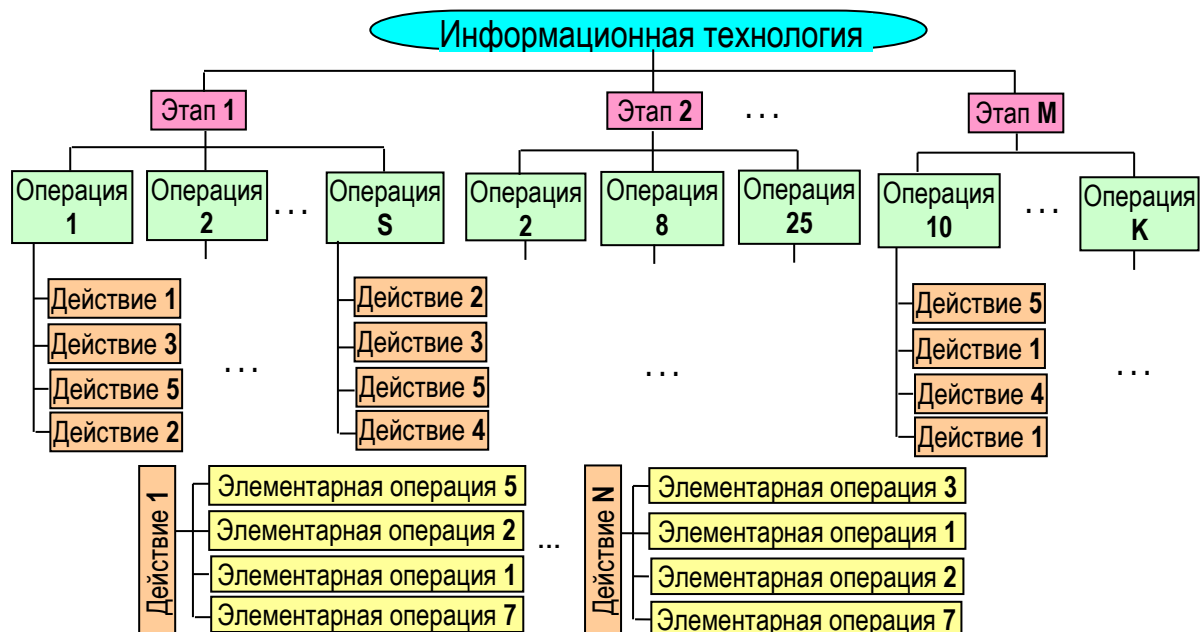 Информационная технология
Этап 1
Этап 2
. . .
Этап M
Операция
1
Операция
2
. . .
Операция
S
Операция
2
Операция
8
Операция
25
Операция
10
. . .
Операция
K
Действие 1
Действие 3
Действие 5
Действие 2
. . .
Действие 2
Действие 3
Действие 5
Действие 4
. . .
Действие 5
Действие 1
Действие 4
Действие 1
. . .
Действие 1
Элементарная операция 5
Элементарная операция 2
Элементарная операция 1
Элементарная операция 7
...
Действие N
Элементарная операция 3
Элементарная операция 1
Элементарная операция 2
Элементарная операция 7